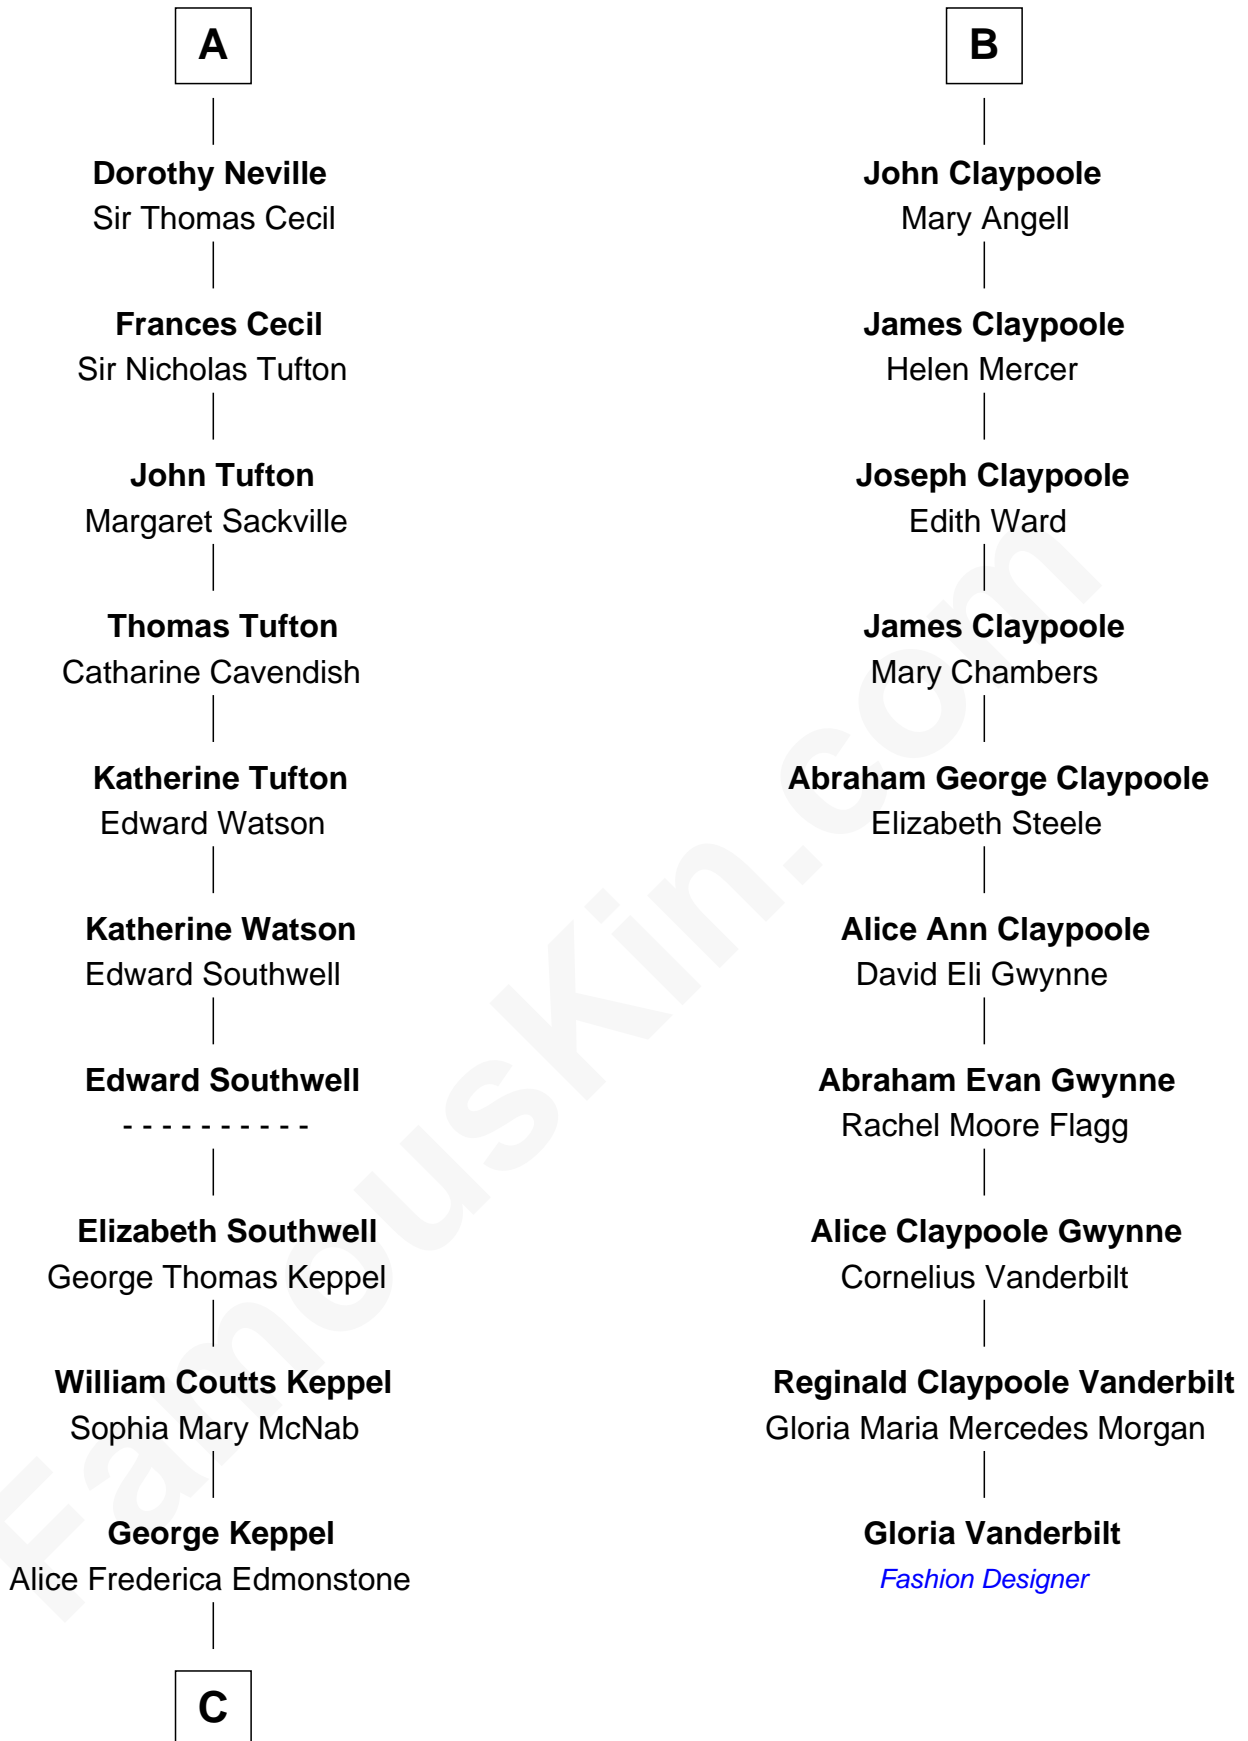 A
Dorothy Neville
Sir Thomas Cecil
Frances Cecil
Sir Nicholas Tufton
John Tufton
Margaret Sackville
Thomas Tufton
Catharine Cavendish
Katherine Tufton
Edward Watson
Katherine Watson
Edward Southwell
Edward Southwell
- - - - - - - - - -
Elizabeth Southwell
George Thomas Keppel
William Coutts Keppel
Sophia Mary McNab
George Keppel
Alice Frederica Edmonstone
C
B
John Claypoole
Mary Angell
James Claypoole
Helen Mercer
Joseph Claypoole
Edith Ward
James Claypoole
Mary Chambers
Abraham George Claypoole
Elizabeth Steele
Alice Ann Claypoole
David Eli Gwynne
Abraham Evan Gwynne
Rachel Moore Flagg
Alice Claypoole Gwynne
Cornelius Vanderbilt
Reginald Claypoole Vanderbilt
Gloria Maria Mercedes Morgan
Gloria Vanderbilt
Fashion Designer
FamousKin.com